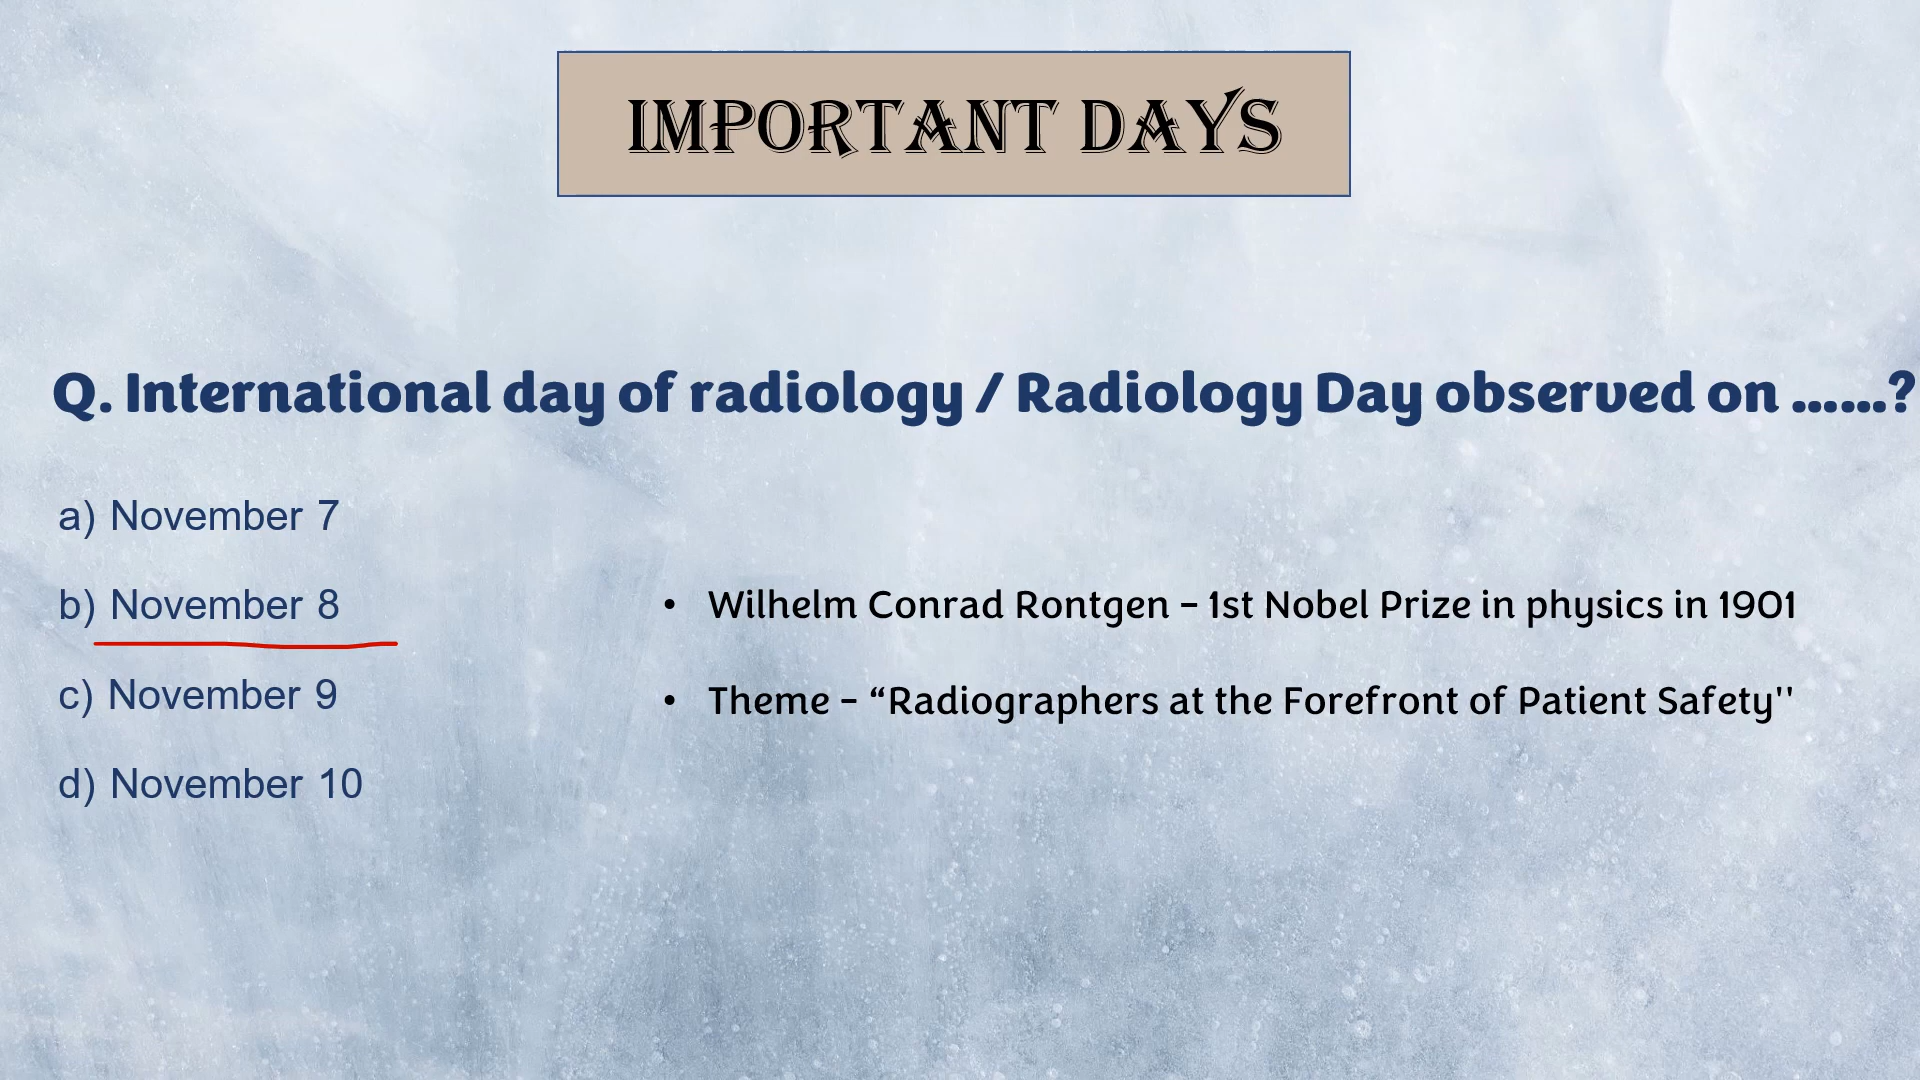 IMPORTANT DAYS
Q. International day of radiology / Radiology Day observed on ......?
a) November 7
b) November 8
c) November 9
d) November 10
• Wilhelm Conrad Rontgen – 1st Nobel Prize in physics in 1901
• Theme – “Radiographers at the Forefront of Patient Safety''